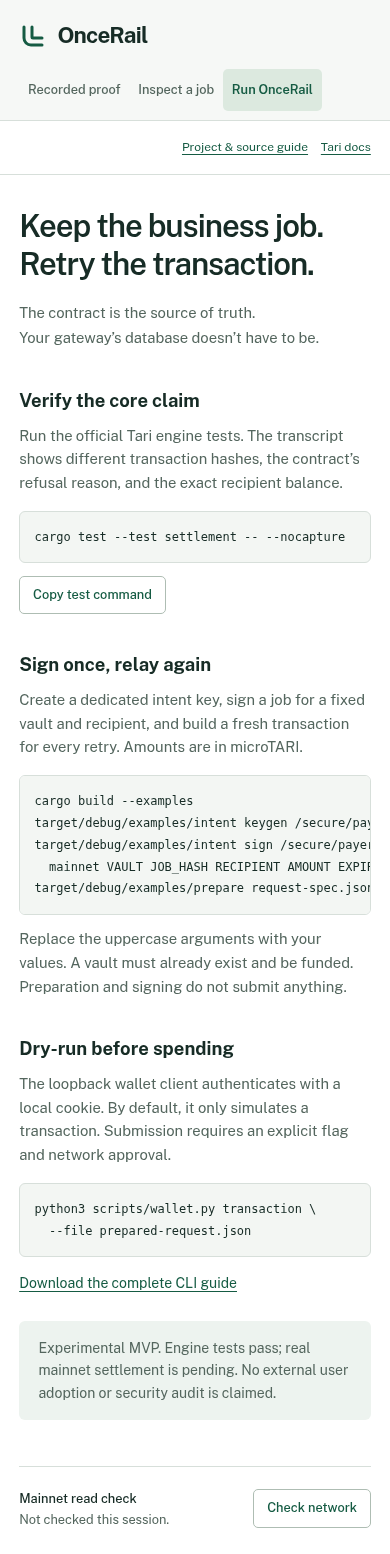 OnceRail
Recorded proof
Inspect a job
Run OnceRail
Project & source guide
Tari docs
Keep the business job.
Retry the transaction.
The contract is the source of truth.
Your gateway’s database doesn’t have to be.
Verify the core claim
Run the official Tari engine tests. The transcript
shows different transaction hashes, the contract’s
refusal reason, and the exact recipient balance.
cargo test --test settlement -- --nocapture
Copy test command
Sign once, relay again
Create a dedicated intent key, sign a job for a fixed
vault and recipient, and build a fresh transaction
for every retry. Amounts are in microTARI.
cargo build --examples
target/debug/examples/intent keygen /secure/pay
target/debug/examples/intent sign /secure/payer
mainnet VAULT JOB_HASH RECIPIENT AMOUNT EXPIR
target/debug/examples/prepare request-spec.json
Replace the uppercase arguments with your
values. A vault must already exist and be funded.
Preparation and signing do not submit anything.
Dry-run before spending
The loopback wallet client authenticates with a
local cookie. By default, it only simulates a
transaction. Submission requires an explicit flag
and network approval.
python3 scripts/wallet.py transaction \
--file prepared-request.json
Download the complete CLI guide
Experimental MVP. Engine tests pass; real
mainnet settlement is pending. No external user
adoption or security audit is claimed.
Mainnet read check
Not checked this session.
Check network